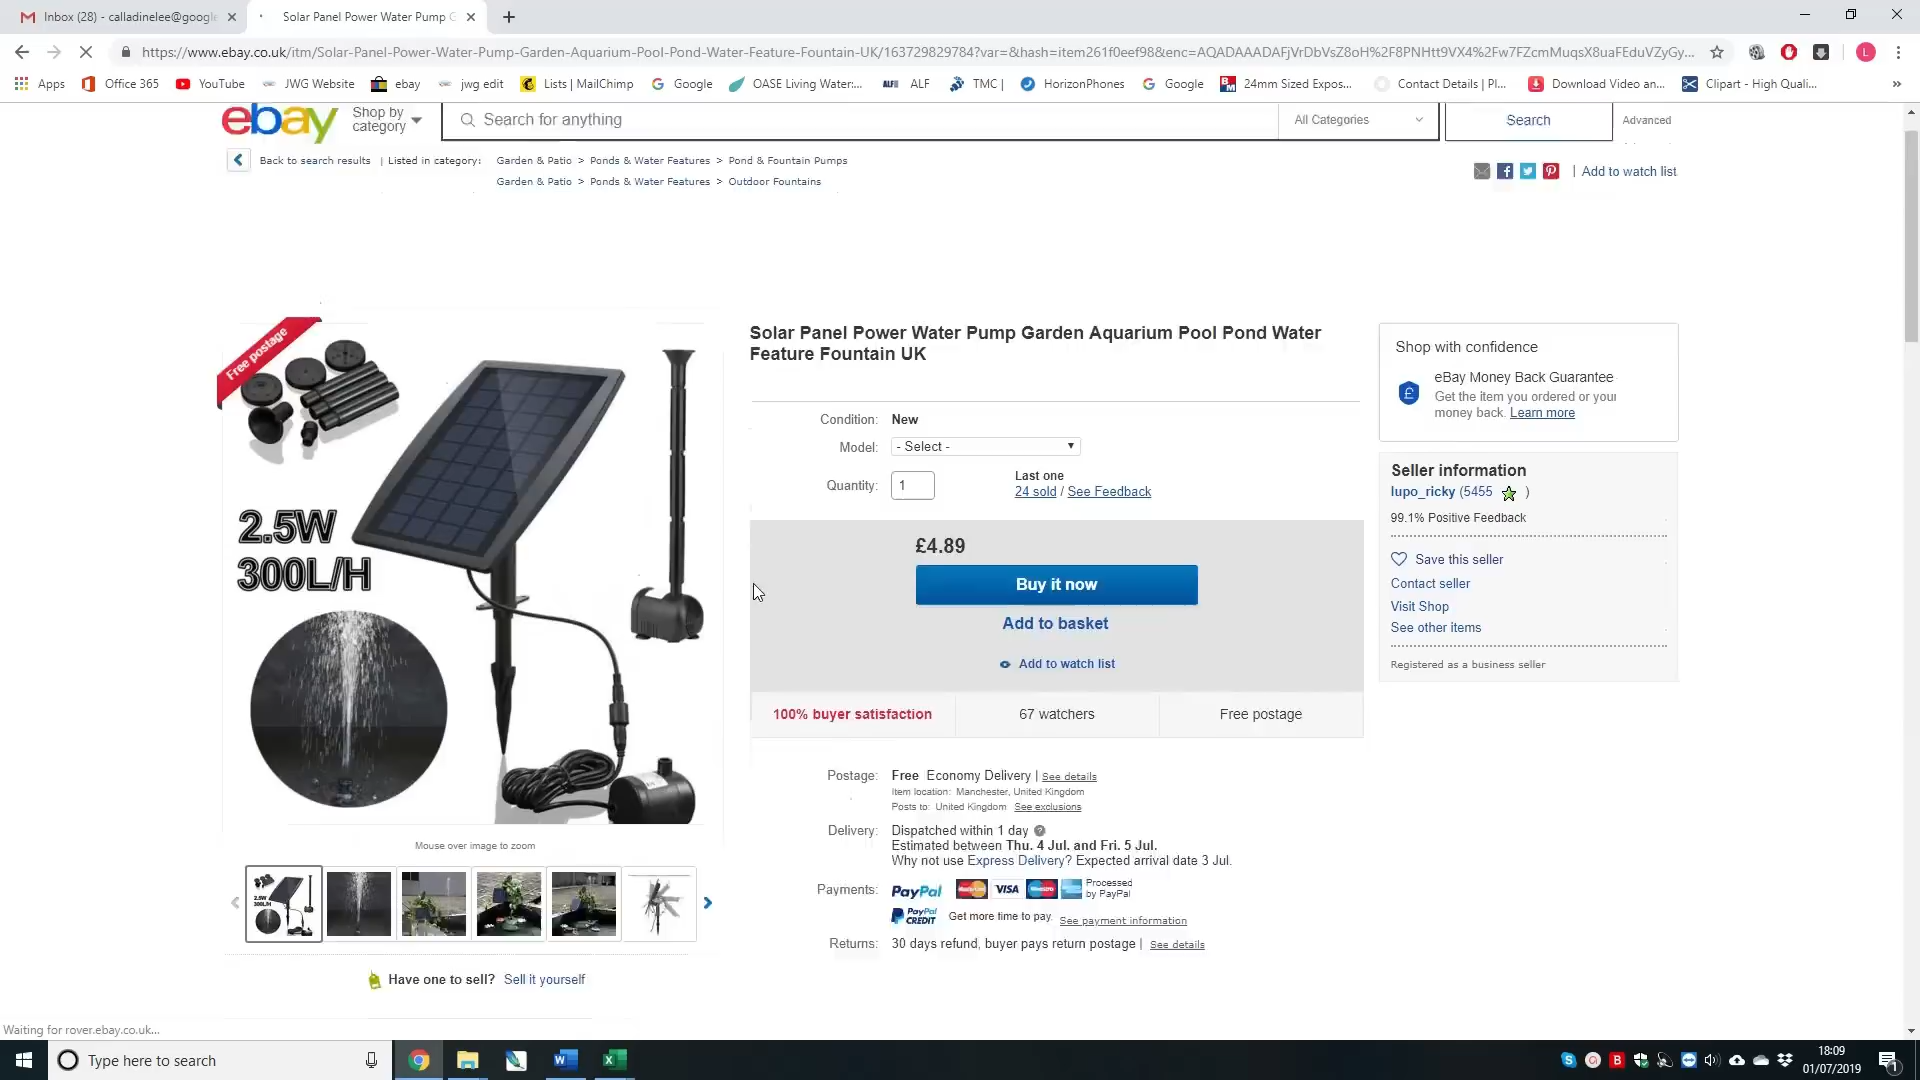 Inbox (28) - calladinelee@google
Solar Panel Power Water Pump G
https://www.ebay.co.uk/itm/Solar-Panel-Power-Water-Pump-Garden-Aquarium-Pool-Pond-Water-Feature-Fountain-UK/163729829784?var=&hash=item261f0eef98&enc=AQADAAADAFjVrDbVsZ8oH%2F8PNHtt9VX4%2Fw7FZcmMuqsX8uaFEduVZyGy...
L
Apps Office 365 YouTube JWG Website ebay jwg edit Lists | MailChimp Google OASE Living Water:... ALF TMC | HorizonPhones Google 24mm Sized Expos... Contact Details | Pl... Download Video an... Clipart - High Quali... »
ebay
Shop by
category
Search for anything
All Categories
Search
Advanced
Back to search results | Listed in category: Garden & Patio > Ponds & Water Features > Pond & Fountain Pumps
Garden & Patio > Ponds & Water Features > Outdoor Fountains
| Add to watch list
Free postage
2.5W
300L/H
Mouse over image to zoom
Have one to sell? Sell it yourself
Solar Panel Power Water Pump Garden Aquarium Pool Pond Water
Feature Fountain UK
Condition: New
Model: - Select -
Quantity: 1
Last one
24 sold / See Feedback
£4.89
Buy it now
Add to basket
Add to watch list
100% buyer satisfaction
67 watchers
Free postage
Postage: Free Economy Delivery | See details
Item location: Manchester, United Kingdom
Posts to: United Kingdom See exclusions
Delivery: Dispatched within 1 day
Estimated between Thu. 4 Jul. and Fri. 5 Jul.
Why not use Express Delivery? Expected arrival date 3 Jul.
Payments: PayPal VISA Processed
by PayPal
PayPal
CREDIT
Get more time to pay. See payment information
Returns: 30 days refund, buyer pays return postage | See details
Shop with confidence
eBay Money Back Guarantee
Get the item you ordered or your
money back. Learn more
Seller information
lupo_ricky (5455 )
99.1% Positive Feedback
Save this seller
Contact seller
Visit Shop
See other items
Registered as a business seller
Waiting for rover.ebay.co.uk...
Type here to search
18:09
01/07/2019
1